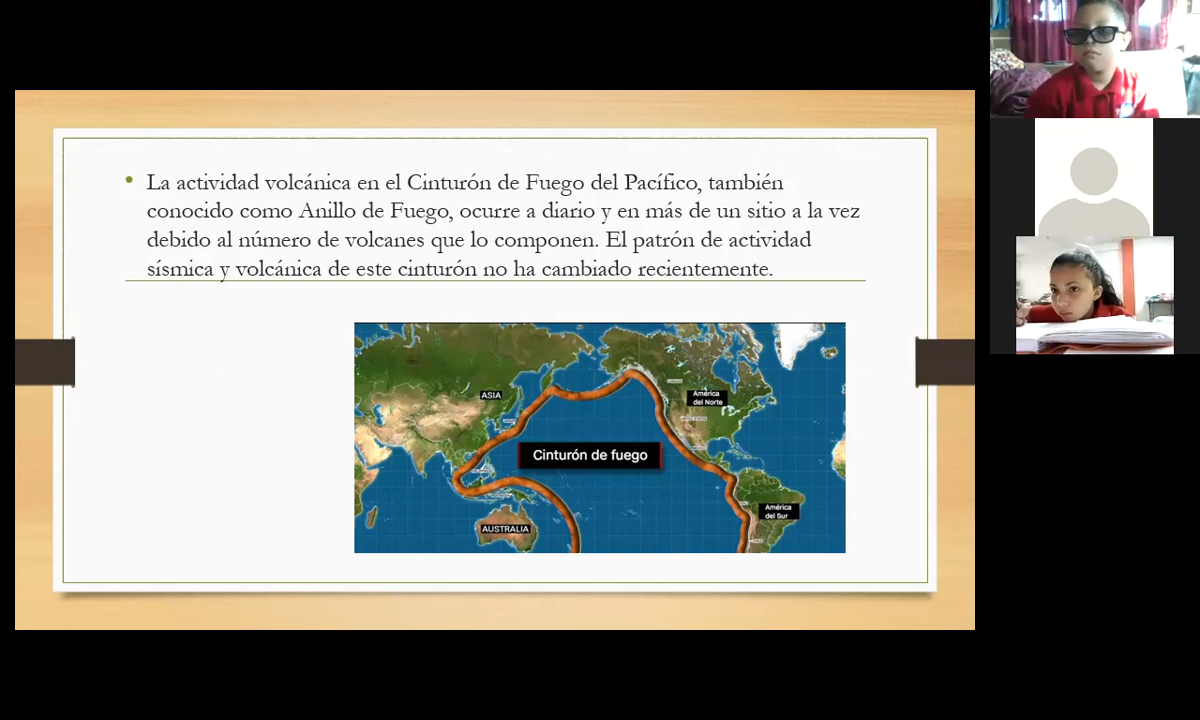 La actividad volcánica en el Cinturón de Fuego del Pacífico, también
conocido como Anillo de Fuego, ocurre a diario y en más de un sitio a la vez
debido al número de volcanes que lo componen. El patrón de actividad
sísmica y volcánica de este cinturón no ha cambiado recientemente.
ASIA
América
del Norte
Cinturón de fuego
América
del Sur
AUSTRALIA